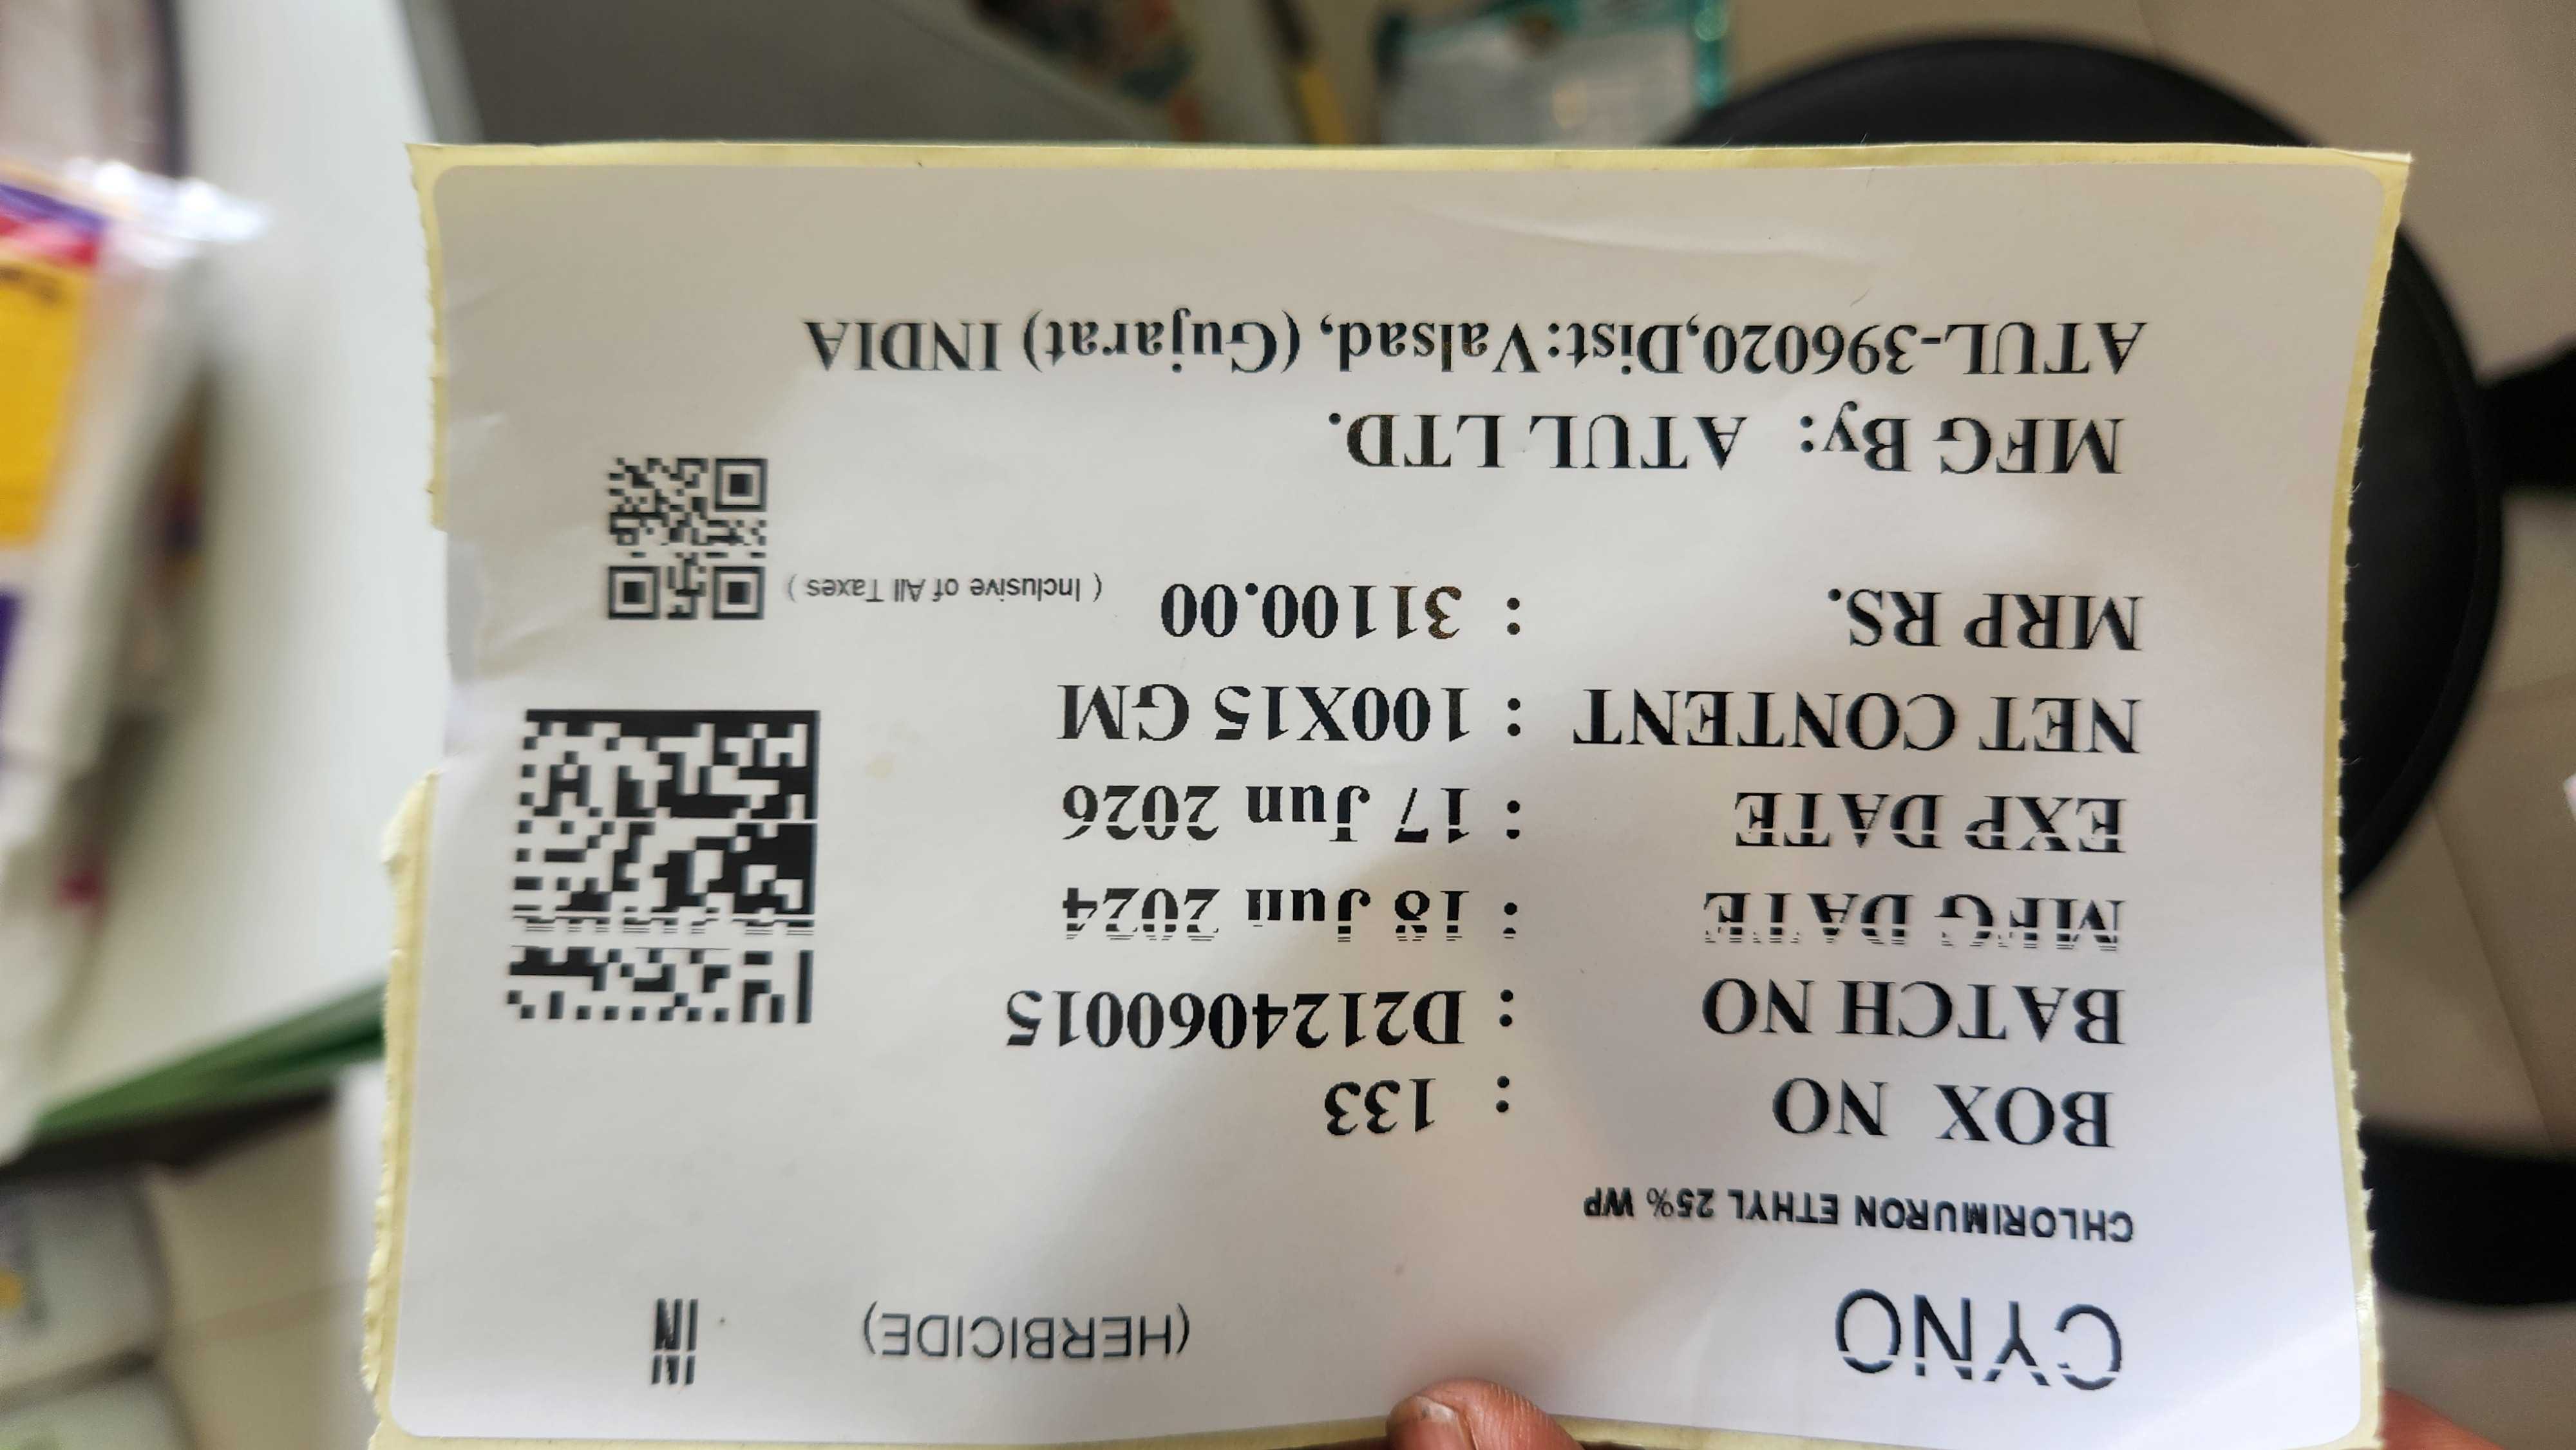 CYNO (HERBICIDE) IN
CHLORIMURON ETHYL 25% WP
BOX NO : 133
BATCH NO : D2124060015
MFG DATE : 18 Jun 2024
EXP DATE : 17 Jun 2026
NET CONTENT : 100X15 GM
MRP RS. : 31100.00 ( Inclusive of All Taxes )
MFG By: ATUL LTD.
ATUL-396020,Dist:Valsad, (Gujarat) INDIA